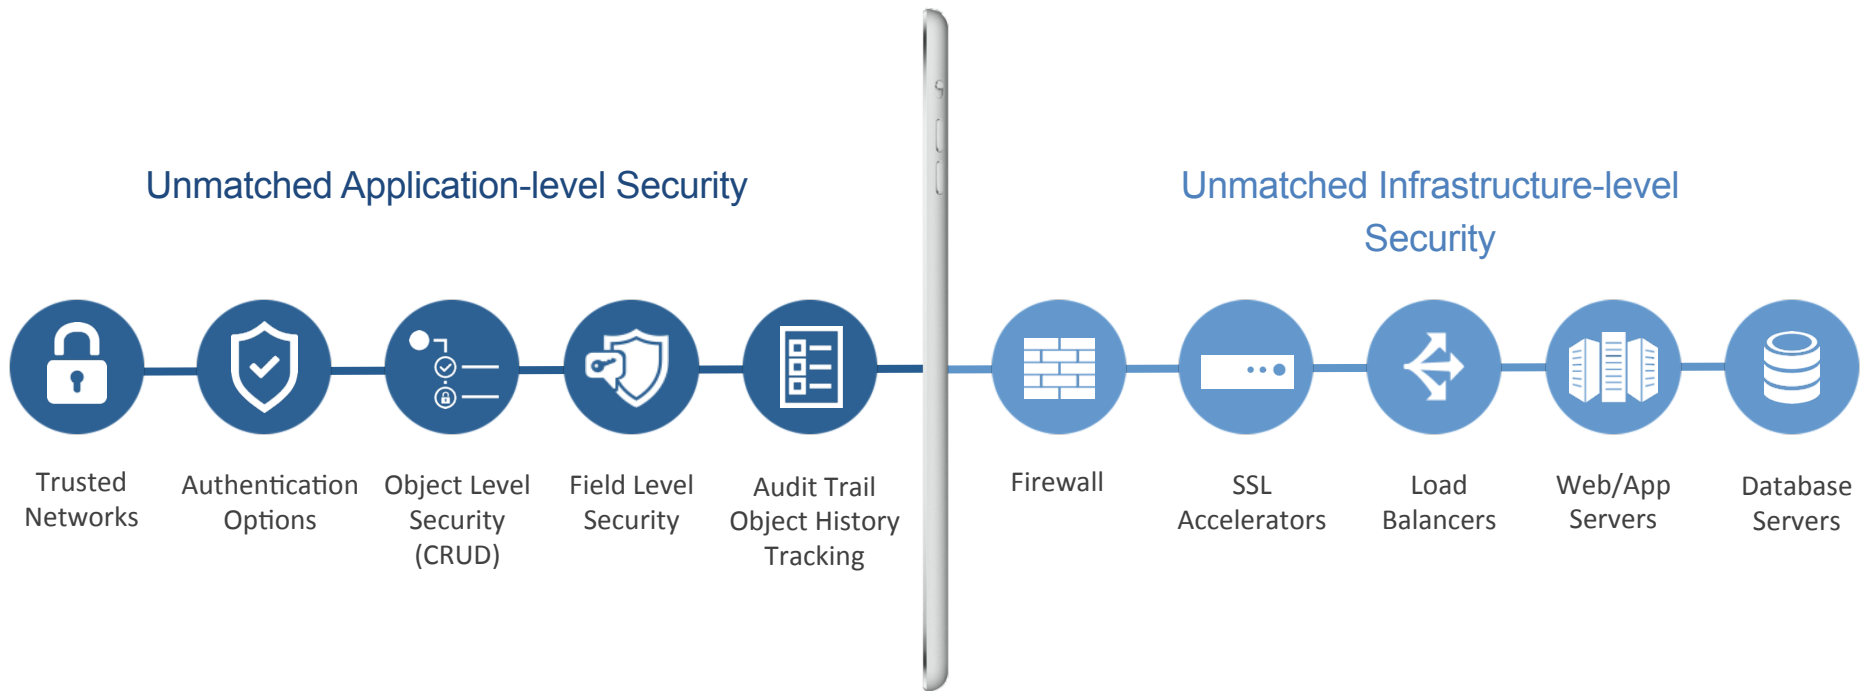 Unmatched Application-level Security
Unmatched Infrastructure-level
Security
Trusted
Networks
Authentication
Options
Object Level
Security
(CRUD)
Field Level
Security
Audit Trail
Object History
Tracking
Firewall
SSL
Accelerators
Load
Balancers
Web/App
Servers
Database
Servers